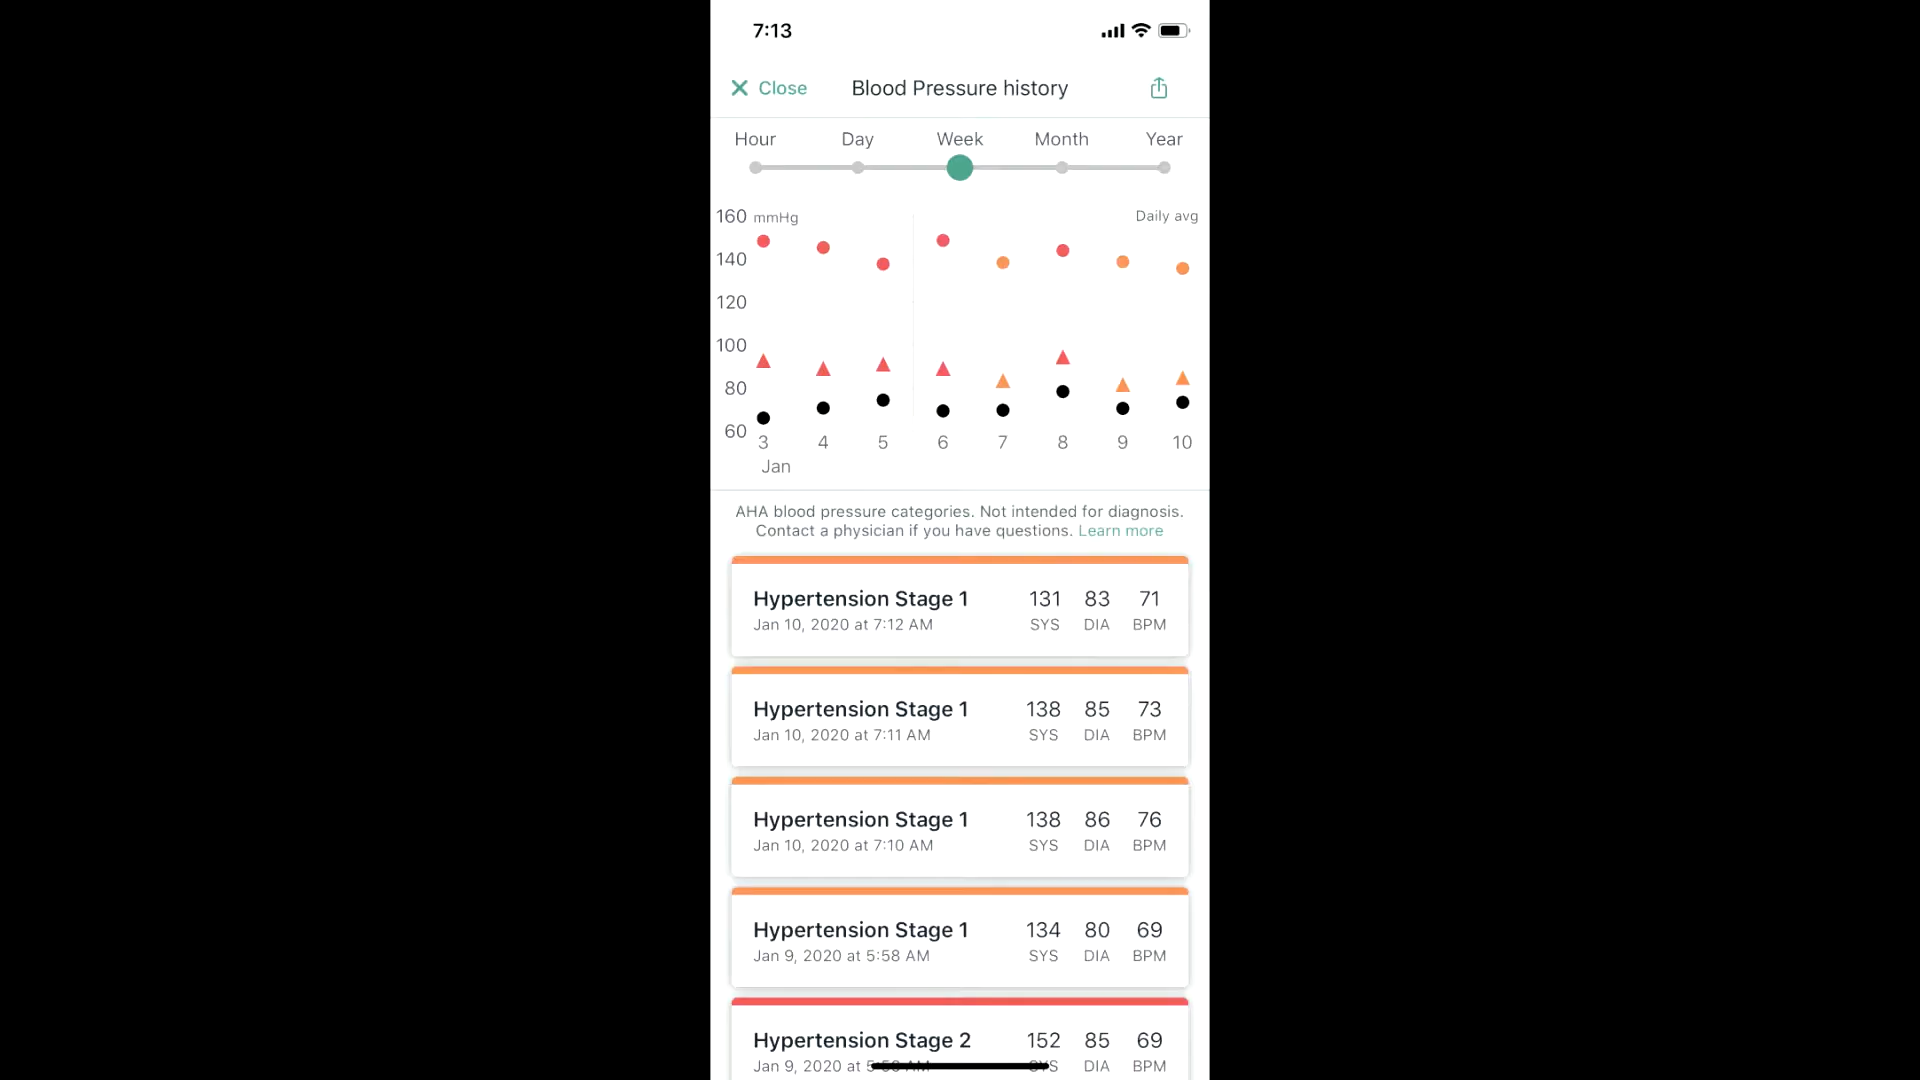 7:13
Close Blood Pressure history
Hour Day Week Month Year
160 mmHg Daily avg
140
120
100
80
60
3 4 5 6 7 8 9 10
Jan
AHA blood pressure categories. Not intended for diagnosis.
Contact a physician if you have questions. Learn more
Hypertension Stage 1 131 83 71
Jan 10, 2020 at 7:12 AM SYS DIA BPM
Hypertension Stage 1 138 85 73
Jan 10, 2020 at 7:11 AM SYS DIA BPM
Hypertension Stage 1 138 86 76
Jan 10, 2020 at 7:10 AM SYS DIA BPM
Hypertension Stage 1 134 80 69
Jan 9, 2020 at 5:58 AM SYS DIA BPM
Hypertension Stage 2 152 85 69
Jan 9, 2020 at AM SYS DIA BPM